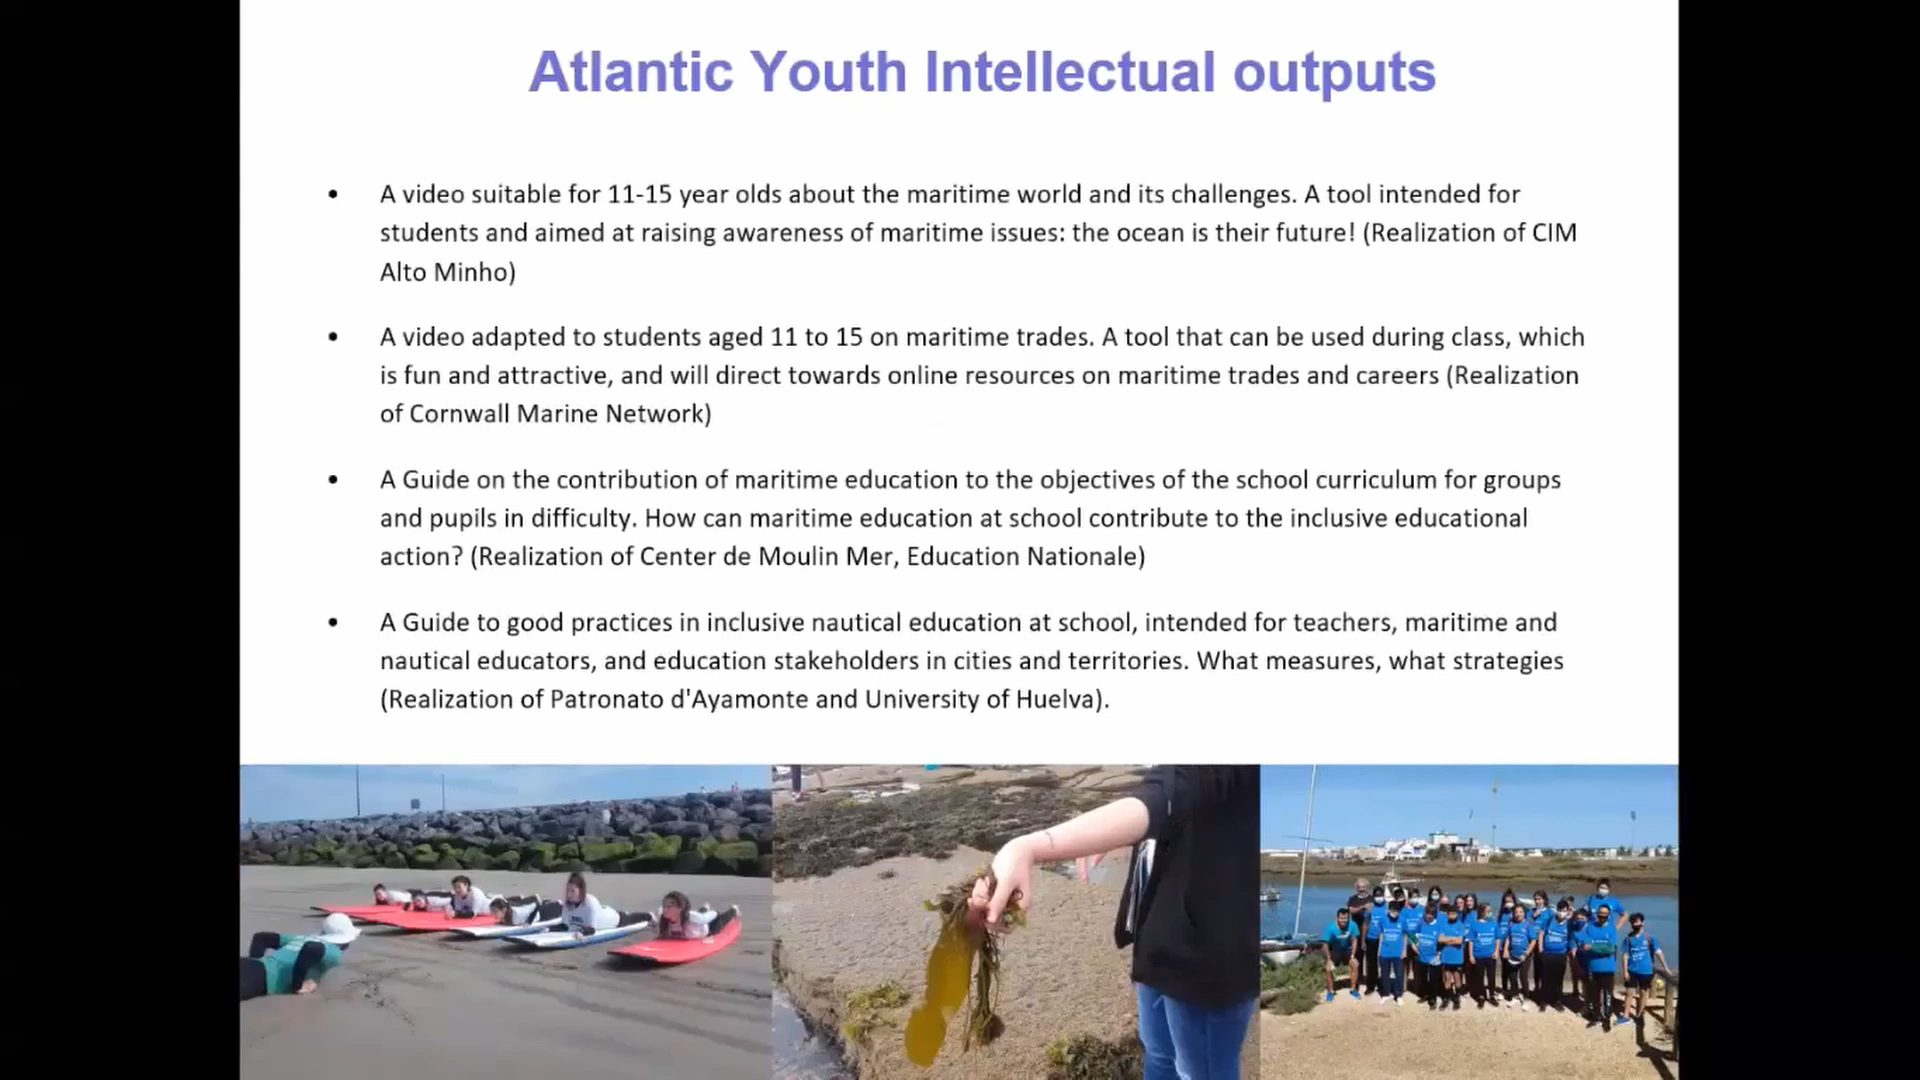 Atlantic Youth Intellectual outputs
• A video suitable for 11-15 year olds about the maritime world and its challenges. A tool intended for
students and aimed at raising awareness of maritime issues: the ocean is their future! (Realization of CIM
Alto Minho)
• A video adapted to students aged 11 to 15 on maritime trades. A tool that can be used during class, which
is fun and attractive, and will direct towards online resources on maritime trades and careers (Realization
of Cornwall Marine Network)
• A Guide on the contribution of maritime education to the objectives of the school curriculum for groups
and pupils in difficulty. How can maritime education at school contribute to the inclusive educational
action? (Realization of Center de Moulin Mer, Education Nationale)
• A Guide to good practices in inclusive nautical education at school, intended for teachers, maritime and
nautical educators, and education stakeholders in cities and territories. What measures, what strategies
(Realization of Patronato d'Ayamonte and University of Huelva).